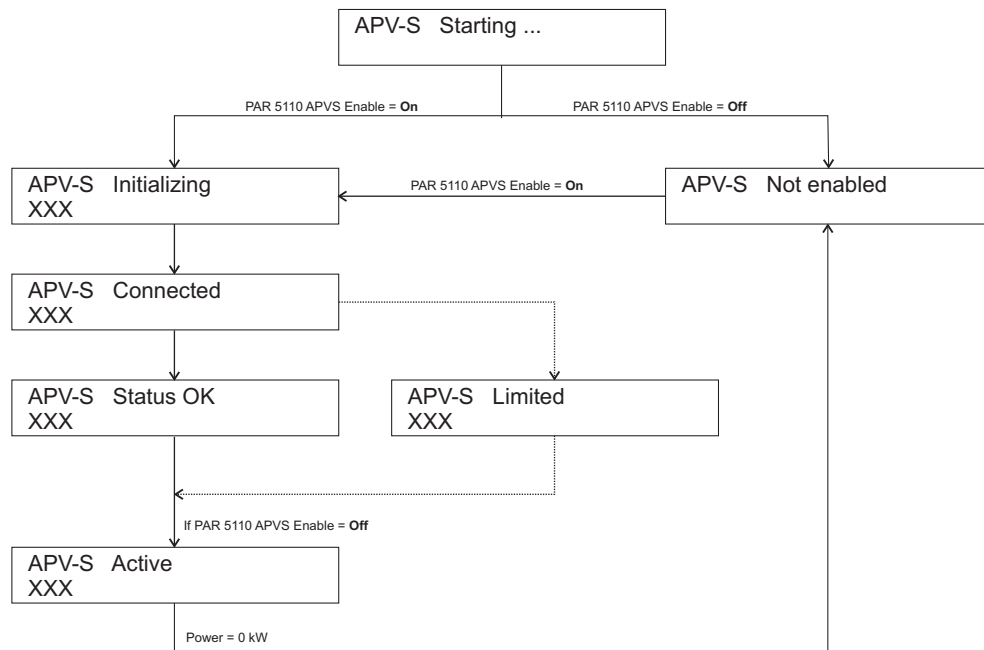 APV-S Starting ...
PAR 5110 APVS Enable = On
PAR 5110 APVS Enable = Off
APV-S Initializing
XXX
PAR 5110 APVS Enable = On
APV-S Not enabled
APV-S Connected
XXX
APV-S Status OK
XXX
APV-S Limited
XXX
If PAR 5110 APVS Enable = Off
APV-S Active
XXX
Power = 0 kW